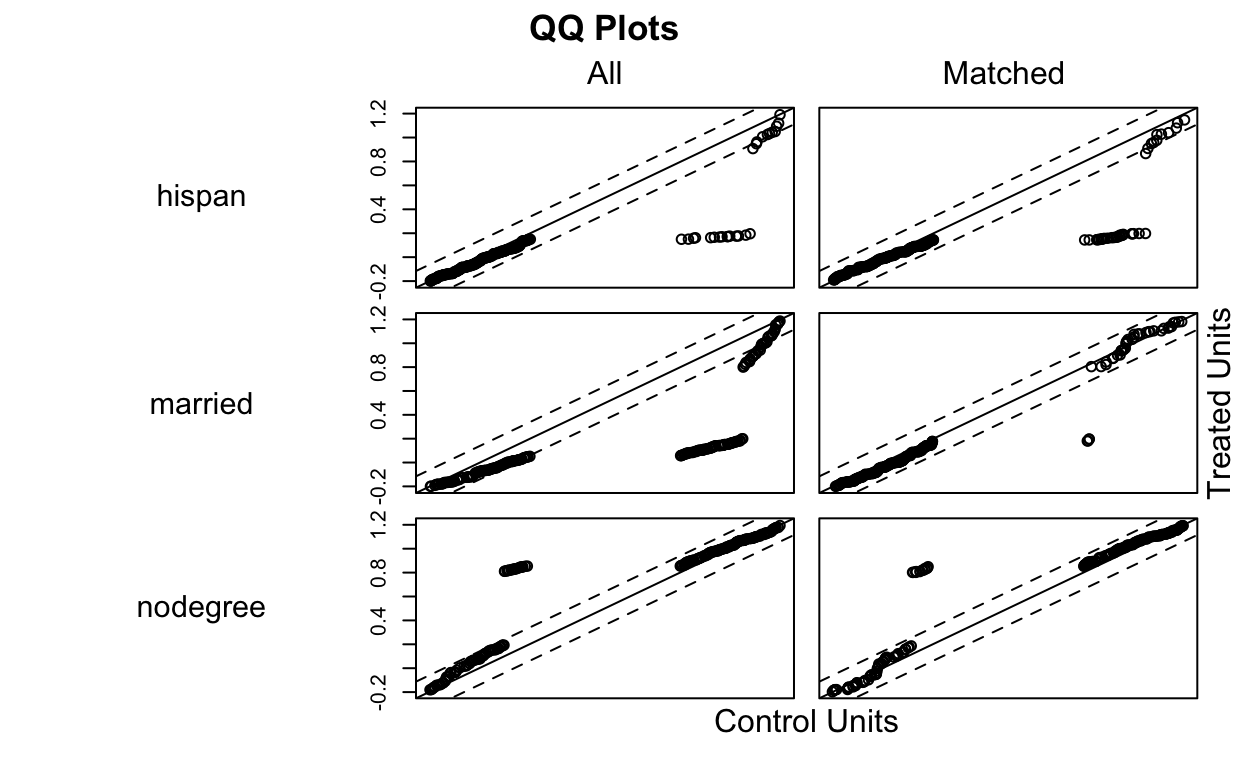 QQ Plots
All Matched
hispan
-0.2 0.4 0.8 1.2
married
-0.2 0.4 0.8 1.2
nodegree
-0.2 0.4 0.8 1.2
Treated Units
Control Units